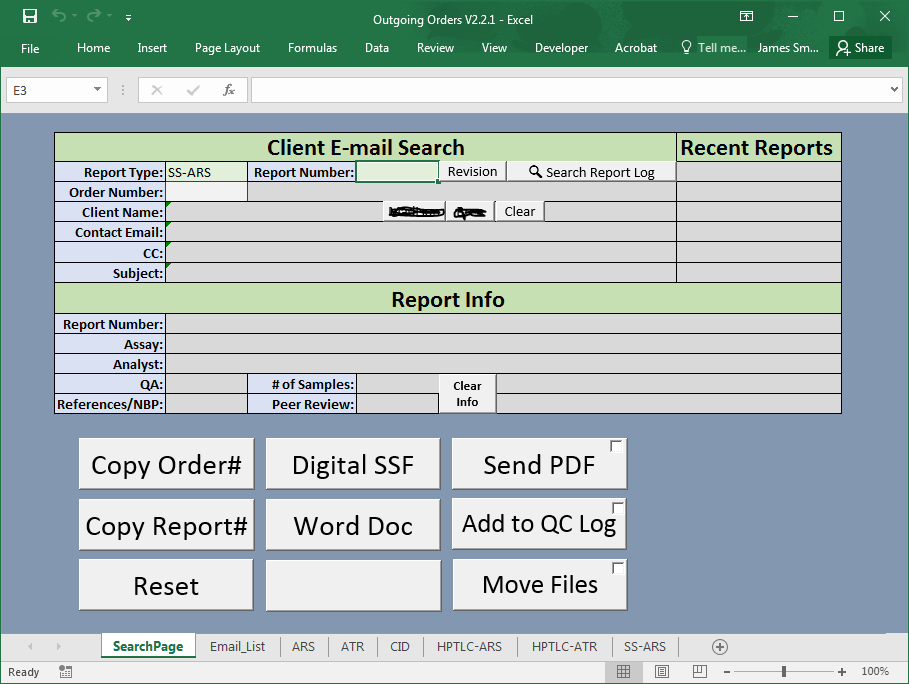 Outgoing Orders V2.2.1 - Excel
File Home Insert Page Layout Formulas Data Review View Developer Acrobat Tell me... James Sm... Share
E3 fx
Client E-mail Search Recent Reports
Report Type: SS-ARS Report Number: Revision Search Report Log
Order Number:
Client Name: Clear
Contact Email:
CC:
Subject:
Report Info
Report Number:
Assay:
Analyst:
QA: # of Samples: Clear
Info
References/NBP: Peer Review:
Copy Order# Digital SSF Send PDF
Copy Report# Word Doc Add to QC Log
Reset Move Files
SearchPage Email_List ARS ATR CID HPTLC-ARS HPTLC-ATR SS-ARS
Ready 100%